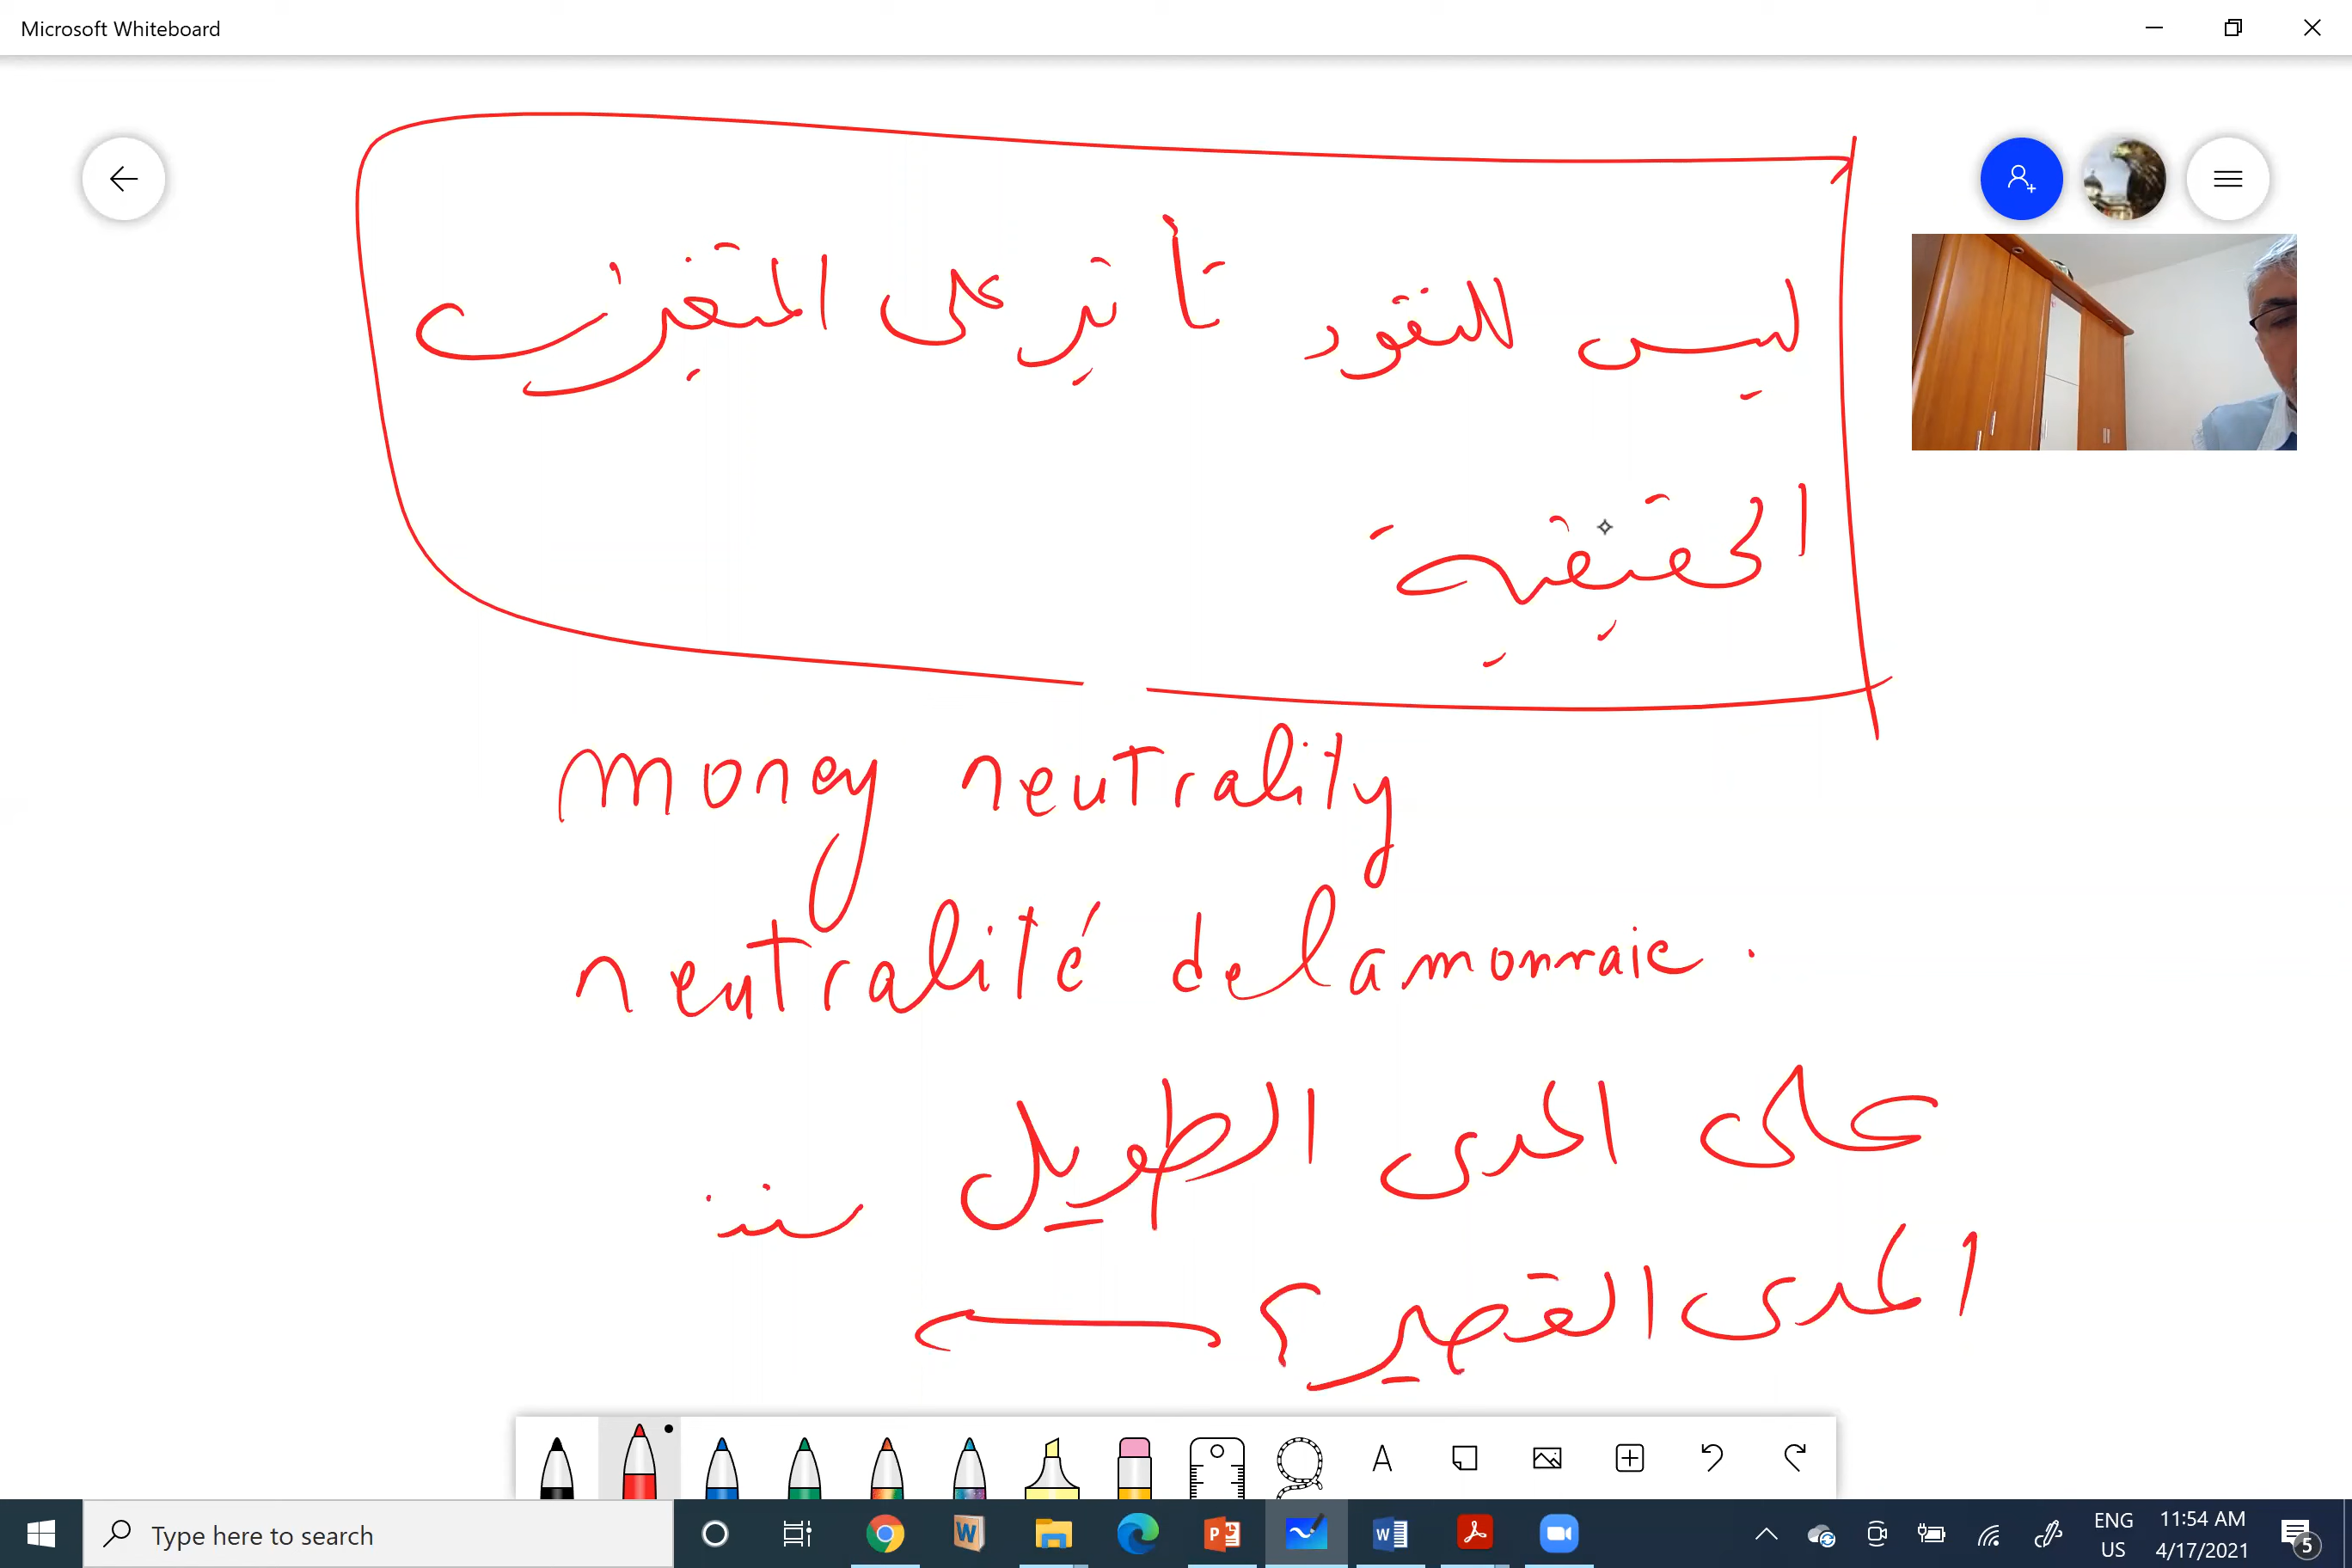 Microsoft Whiteboard
ليس للنقود تأثير على المتغيرات
الحقيقية
money neutrality
neutralité de la monnaie.
على المدى الطويل
المدى القصير؟
Type here to search
ENG
US
11:54 AM
4/17/2021
5